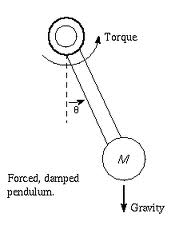 Torque
θ
M
Forced, damped
pendulum.
Gravity